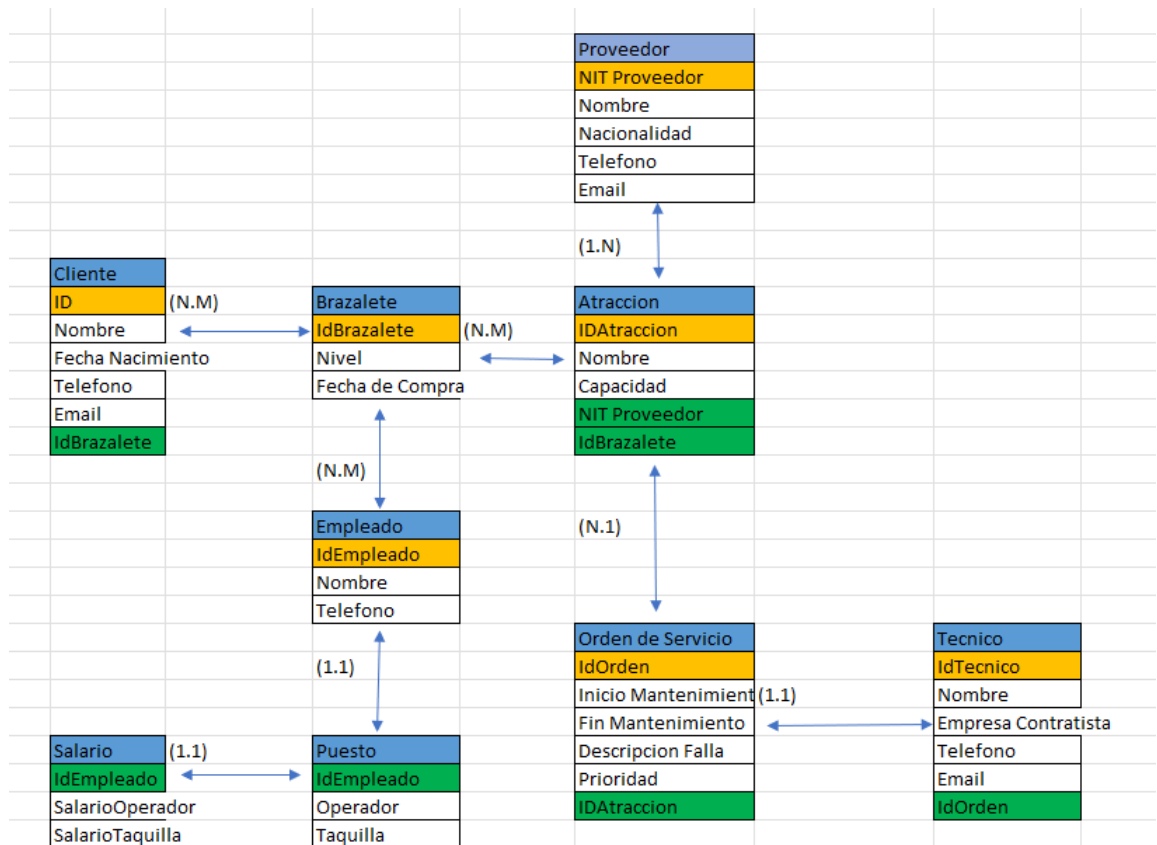 Proveedor
NIT Proveedor
Nombre
Nacionalidad
Telefono
Email
(1.N)
Cliente
ID
Nombre
Fecha Nacimiento
Telefono
Email
IdBrazalete
(N.M)
Brazalete
IdBrazalete
Nivel
Fecha de Compra
(N.M)
Atraccion
IDAtraccion
Nombre
Capacidad
NIT Proveedor
IdBrazalete
(N.M)
(N.1)
Empleado
IdEmpleado
Nombre
Telefono
(1.1)
Orden de Servicio
IdOrden
Inicio Mantenimient
Fin Mantenimiento
Descripcion Falla
Prioridad
IDAtraccion
(1.1)
Tecnico
IdTecnico
Nombre
Empresa Contratista
Telefono
Email
IdOrden
Salario
IdEmpleado
SalarioOperador
SalarioTaquilla
(1.1)
Puesto
IdEmpleado
Operador
Taquilla